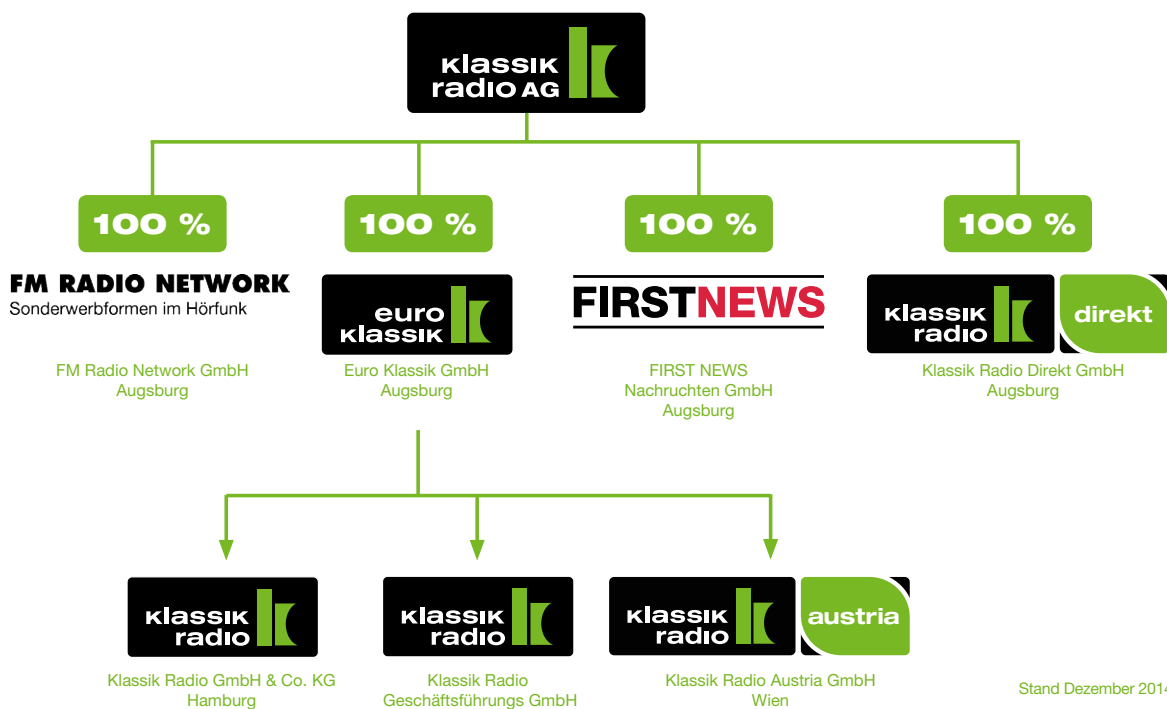 Klassik
radio AG
100 %
100 %
100 %
100 %
FM RADIO NETWORK
Sonderwerbformen im Hörfunk
euro
Klassik
FIRSTNEWS
Klassik
radio
direkt
FM Radio Network GmbH
Augsburg
Euro Klassik GmbH
Augsburg
FIRST NEWS
Nachruchten GmbH
Augsburg
Klassik Radio Direkt GmbH
Augsburg
Klassik
radio
Klassik
radio
Klassik
radio
austria
Klassik Radio GmbH & Co. KG
Hamburg
Klassik Radio
Geschäftsführungs GmbH
Klassik Radio Austria GmbH
Wien
Stand Dezember 2014